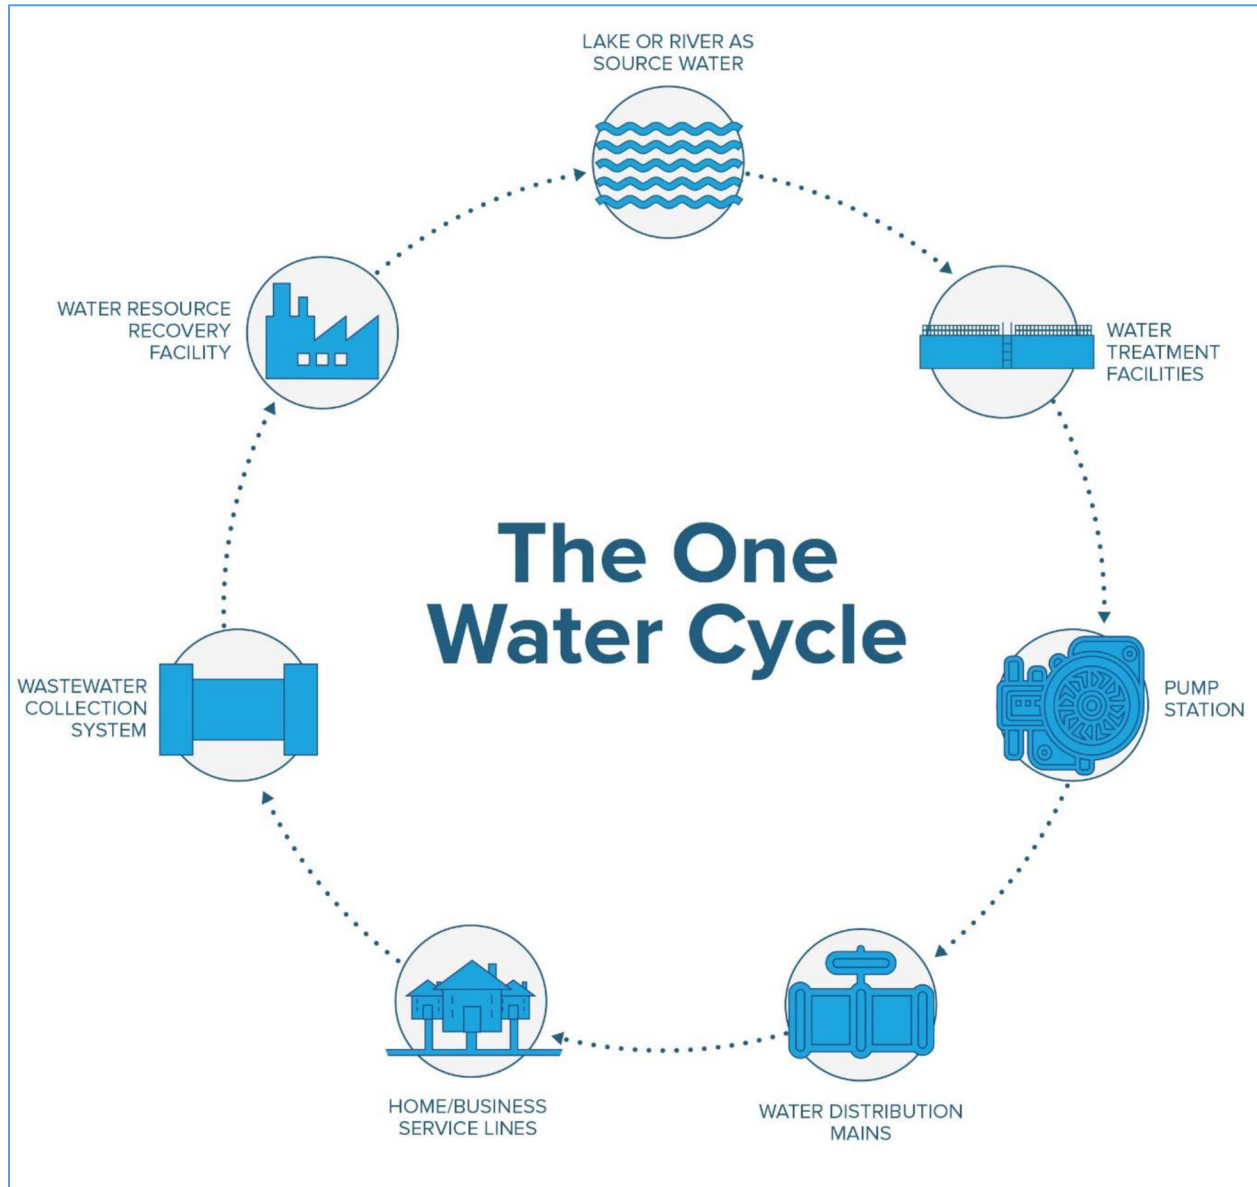 LAKE OR RIVER AS
SOURCE WATER
WATER RESOURCE
RECOVERY
FACILITY
WATER
TREATMENT
FACILITIES
The One
Water Cycle
WASTEWATER
COLLECTION
SYSTEM
PUMP
STATION
HOME/BUSINESS
SERVICE LINES
WATER DISTRIBUTION
MAINS